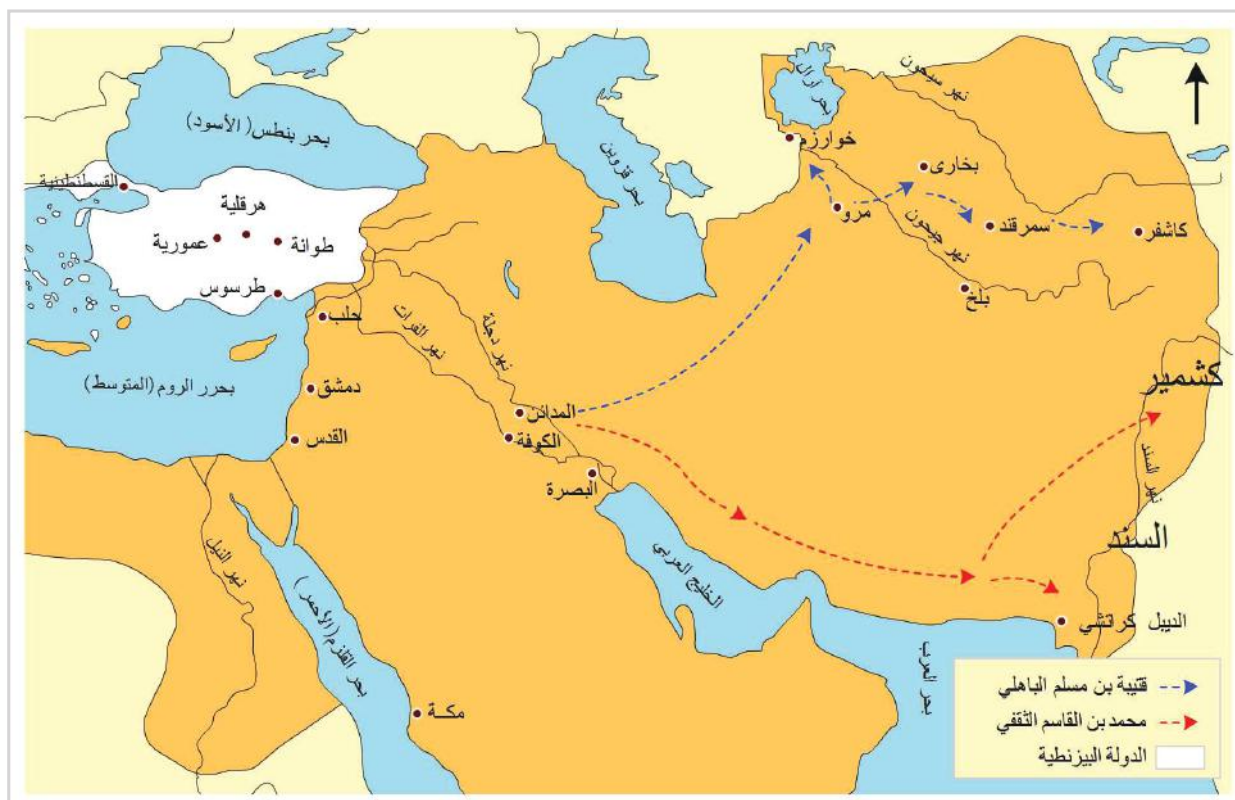 نهر سيحون
بحر آرال
خوارزم
بخارى
مرو
سمرقند
كاشفر
نهر جيحون
بلخ
بحر قزوين
بحر بنطس (الأسود)
القسطنطينية
هرقلية
عمورية
طوانة
طرسوس
حلب
نهر الفرات
نهر دجلة
بحرر الروم (المتوسط)
دمشق
القدس
المدائن
الكوفة
البصرة
كشمير
نهر السند
السند
نهر النيل
بحر القلزم (الأحمر)
الخليج العربي
بحر العرب
الديبل كراتشي
مكة
قتيبة بن مسلم الباهلي
محمد بن القاسم الثقفي
الدولة البيزنطية